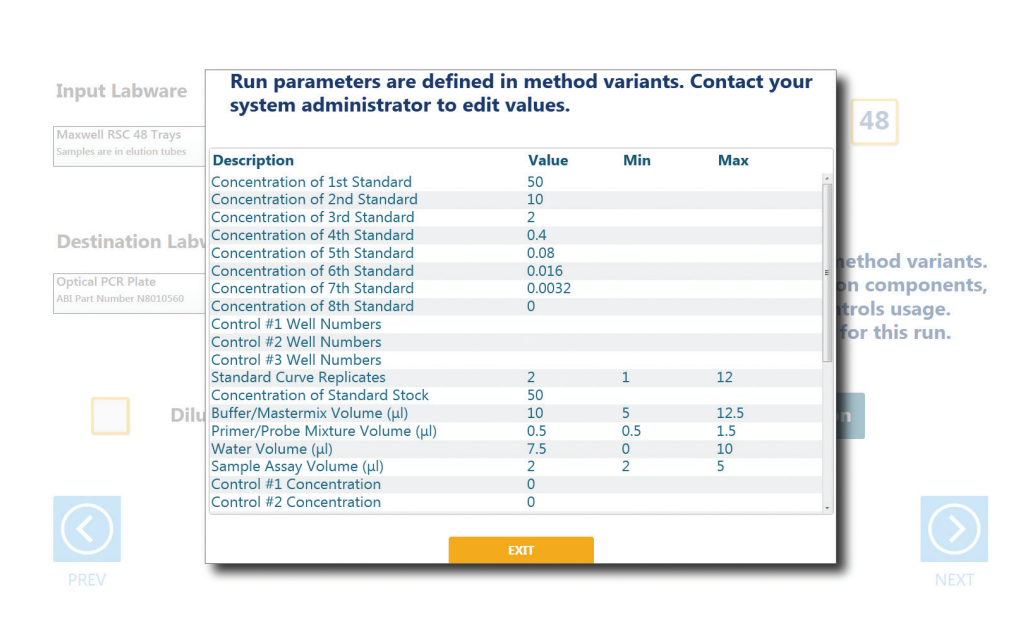 Run parameters are defined in method variants. Contact your
system administrator to edit values.
Input Labware
Maxwell RSC 48 Trays
Samples are in elution tubes
48
Description Value Min Max
Concentration of 1st Standard 50
Concentration of 2nd Standard 10
Concentration of 3rd Standard 2
Concentration of 4th Standard 0.4
Concentration of 5th Standard 0.08
Concentration of 6th Standard 0.016
Concentration of 7th Standard 0.0032
Concentration of 8th Standard 0
Control #1 Well Numbers
Control #2 Well Numbers
Control #3 Well Numbers
Standard Curve Replicates 2 1 12
Concentration of Standard Stock 50
Buffer/Mastermix Volume (µl) 10 5 12.5
Primer/Probe Mixture Volume (µl) 0.5 0.5 1.5
Water Volume (µl) 7.5 0 10
Sample Assay Volume (µl) 2 2 5
Control #1 Concentration 0
Control #2 Concentration 0
Destination Labw
Optical PCR Plate
ABI Part Number N8010560
ethod variants.
on components,
trols usage.
for this run.
Dilu
n
EXIT
PREV
NEXT